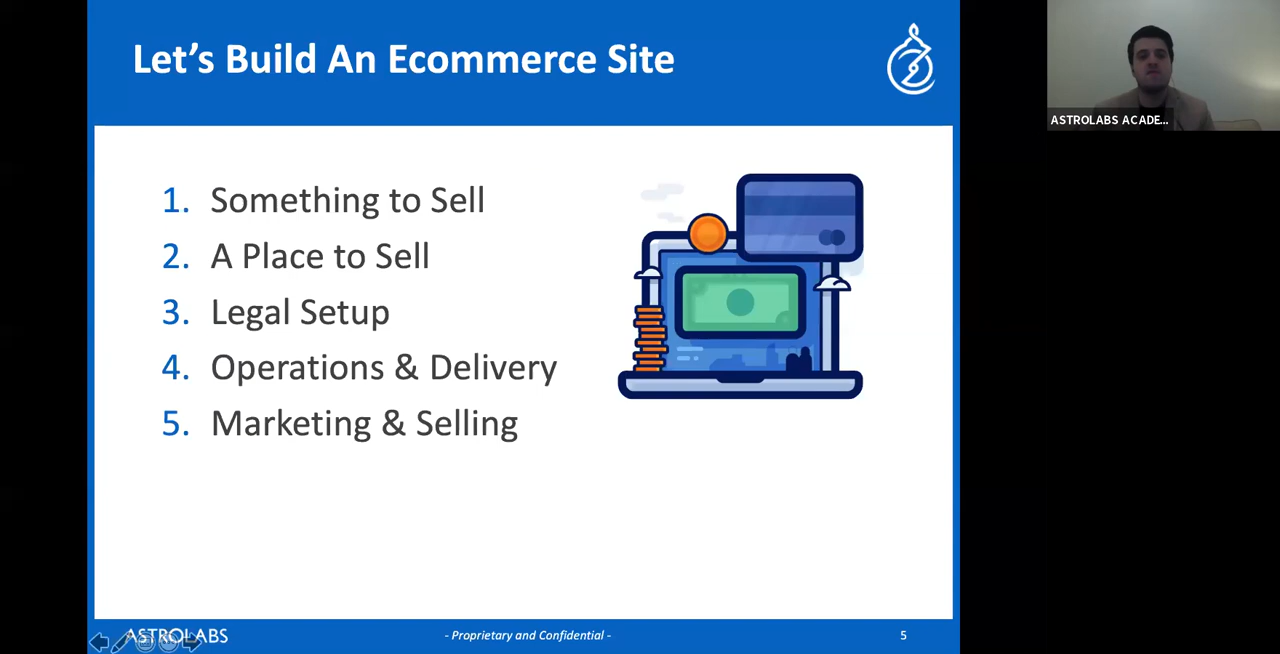 Let's Build An Ecommerce Site
ASTROLABS ACADE...
1. Something to Sell
2. A Place to Sell
3. Legal Setup
4. Operations & Delivery
5. Marketing & Selling
ASTROLABS
- Proprietary and Confidential -
5